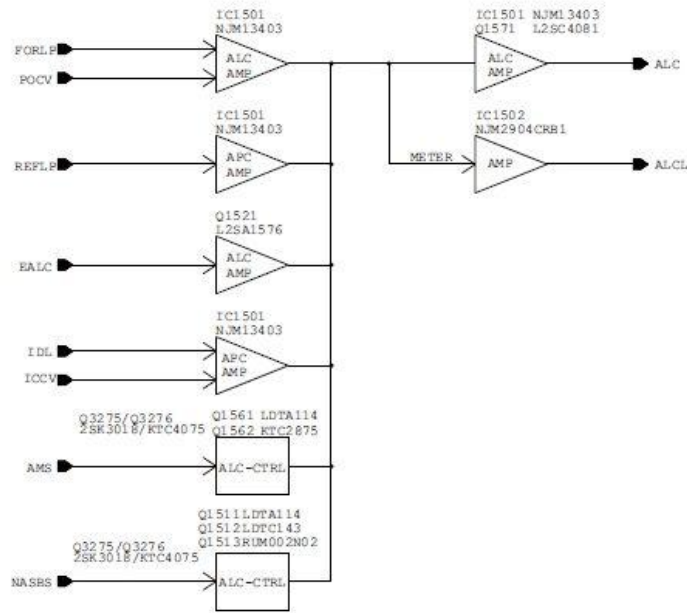 IC1501
NJM13403
FORLP
POCV
ALC
AMP
IC1501 NJM13403
Q1571 L2SC4081
ALC
AMP
ALC
IC1502
NJM2904CRB1
METER
AMP
ALCL
IC1501
NJM13403
REFLP
APC
AMP
Q1521
L2SA1576
EALC
ALC
AMP
IC1501
NJM13403
IDL
ICCV
APC
AMP
Q3275/Q3276
2SK3018/KTC4075
Q1561 LDTA114
Q1562 KTC2875
AMS
ALC-CTRL
Q3275/Q3276
2SK3018/KTC4075
Q1511LDTA114
Q1512LDTC143
Q1513RUM002N02
NASBS
ALC-CTRL